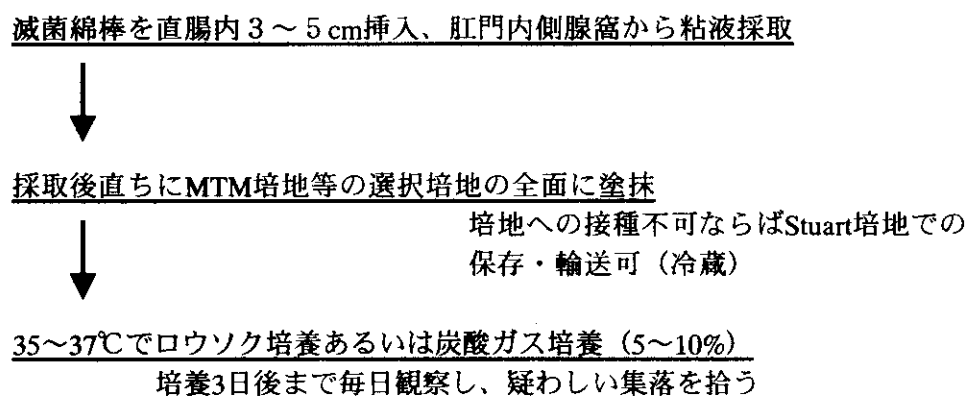 滅菌綿棒を直腸内3~5cm挿入、肛門内側腺窩から粘液採取
採取後直ちにMTM培地等の選択培地の全面に塗抹
培地への接種不可ならばStuart培地での
保存・輸送可（冷蔵）
35~37℃でロウソク培養あるいは炭酸ガス培養（5~10%）
培養3日後まで毎日観察し、疑わしい集落を拾う